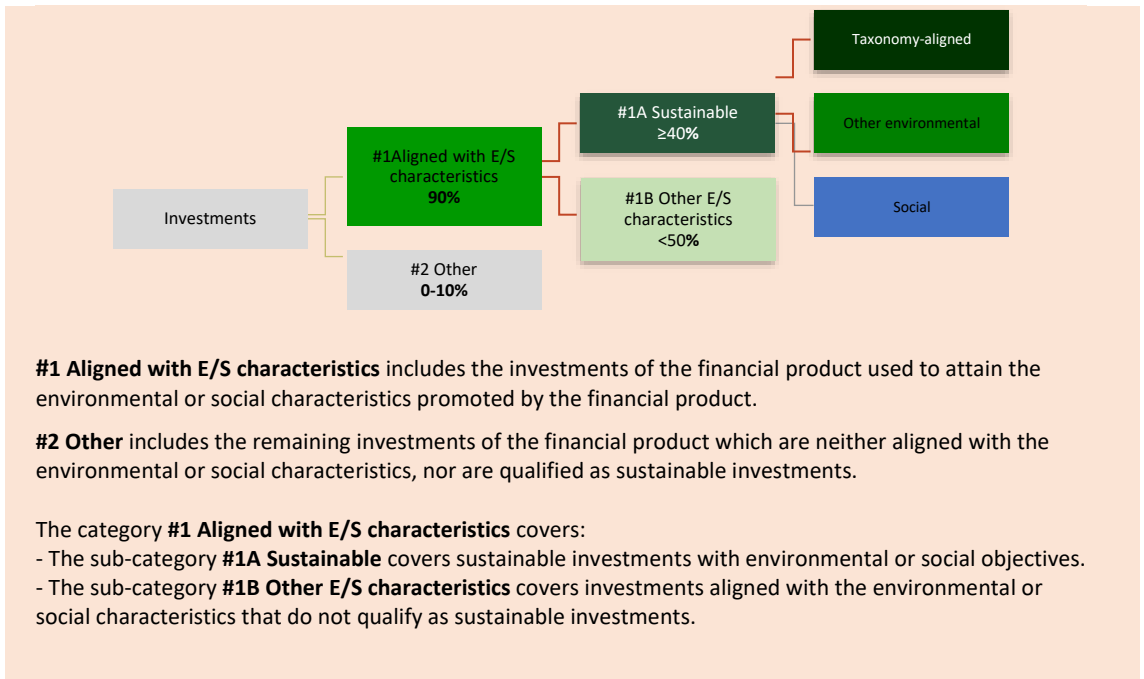 Taxonomy-aligned
#1A Sustainable
≥40%
Other environmental
#1Aligned with E/S
characteristics
90%
#1B Other E/S
characteristics
<50%
Social
Investments
#2 Other
0-10%
#1 Aligned with E/S characteristics includes the investments of the financial product used to attain the
environmental or social characteristics promoted by the financial product.
#2 Other includes the remaining investments of the financial product which are neither aligned with the
environmental or social characteristics, nor are qualified as sustainable investments.
The category #1 Aligned with E/S characteristics covers:
- The sub-category #1A Sustainable covers sustainable investments with environmental or social objectives.
- The sub-category #1B Other E/S characteristics covers investments aligned with the environmental or
social characteristics that do not qualify as sustainable investments.